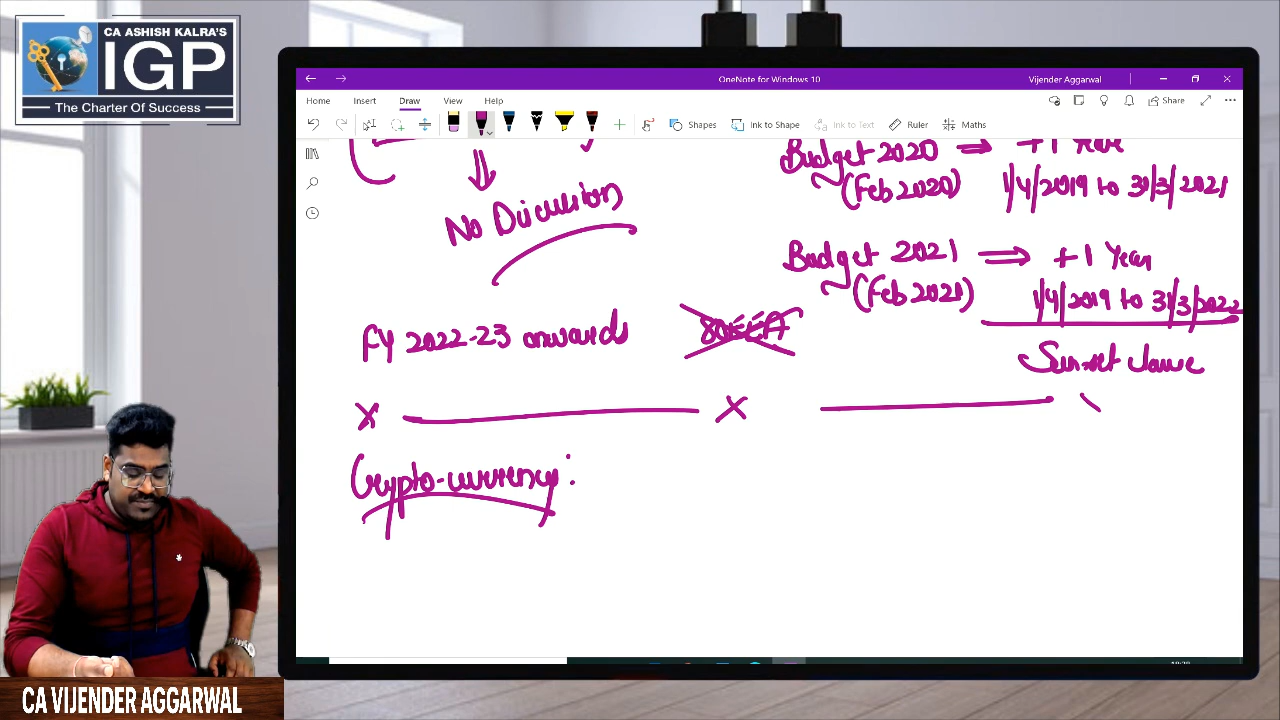 CA ASHISH KALRA'S
IGP
The Charter Of Success
OneNote for Windows 10
Vijender Aggarwal
Home Insert Draw View Help
Share
Shapes Ink to Shape Ink to Text Ruler Maths
Budget 2020 ⇒ +1 Year
(Feb 2020) 1/4/2019 to 31/3/2021
No Discussion
Budget 2021 ⇒ +1 Year
(Feb 2021) 1/4/2019 to 31/3/2022
FY 2022-23 onwards 80EEA
Sunset clause
X X
Crypto-currency:
CA VIJENDER AGGARWAL